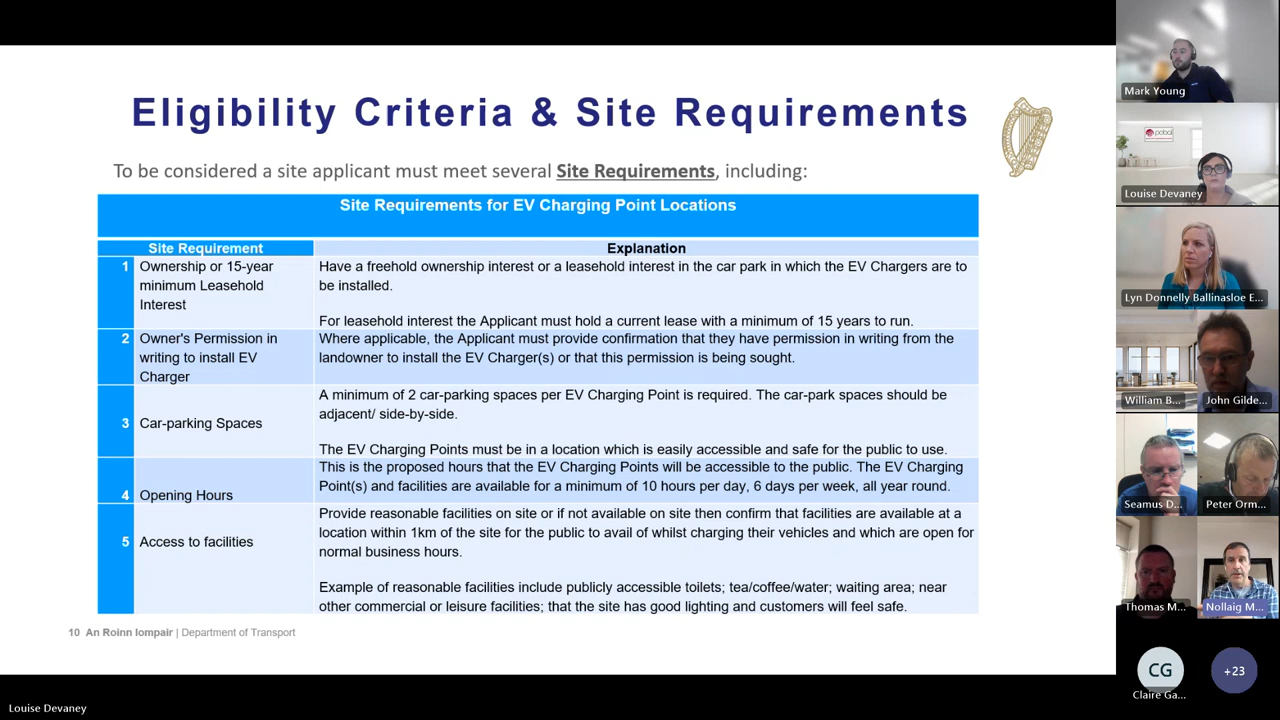 Eligibility Criteria & Site Requirements
To be considered a site applicant must meet several Site Requirements, including:
Site Requirements for EV Charging Point Locations
Site Requirement
Explanation
1
Ownership or 15-year
minimum Leasehold
Interest
Have a freehold ownership interest or a leasehold interest in the car park in which the EV Chargers are to
be installed.
For leasehold interest the Applicant must hold a current lease with a minimum of 15 years to run.
2
Owner's Permission in
writing to install EV
Charger
Where applicable, the Applicant must provide confirmation that they have permission in writing from the
landowner to install the EV Charger(s) or that this permission is being sought.
3
Car-parking Spaces
A minimum of 2 car-parking spaces per EV Charging Point is required. The car-park spaces should be
adjacent/ side-by-side.
The EV Charging Points must be in a location which is easily accessible and safe for the public to use.
4
Opening Hours
This is the proposed hours that the EV Charging Points will be accessible to the public. The EV Charging
Point(s) and facilities are available for a minimum of 10 hours per day, 6 days per week, all year round.
5
Access to facilities
Provide reasonable facilities on site or if not available on site then confirm that facilities are available at a
location within 1km of the site for the public to avail of whilst charging their vehicles and which are open for
normal business hours.
Example of reasonable facilities include publicly accessible toilets; tea/coffee/water; waiting area; near
other commercial or leisure facilities; that the site has good lighting and customers will feel safe.
10 An Roinn Iompair | Department of Transport
Louise Devaney
Mark Young
pobal
Louise Devaney
Lyn Donnelly Ballinasloe E...
William B...
John Gilde...
Seamus D...
Peter Orm...
Thomas M...
Nollaig M...
CG
Claire Ga...
+23